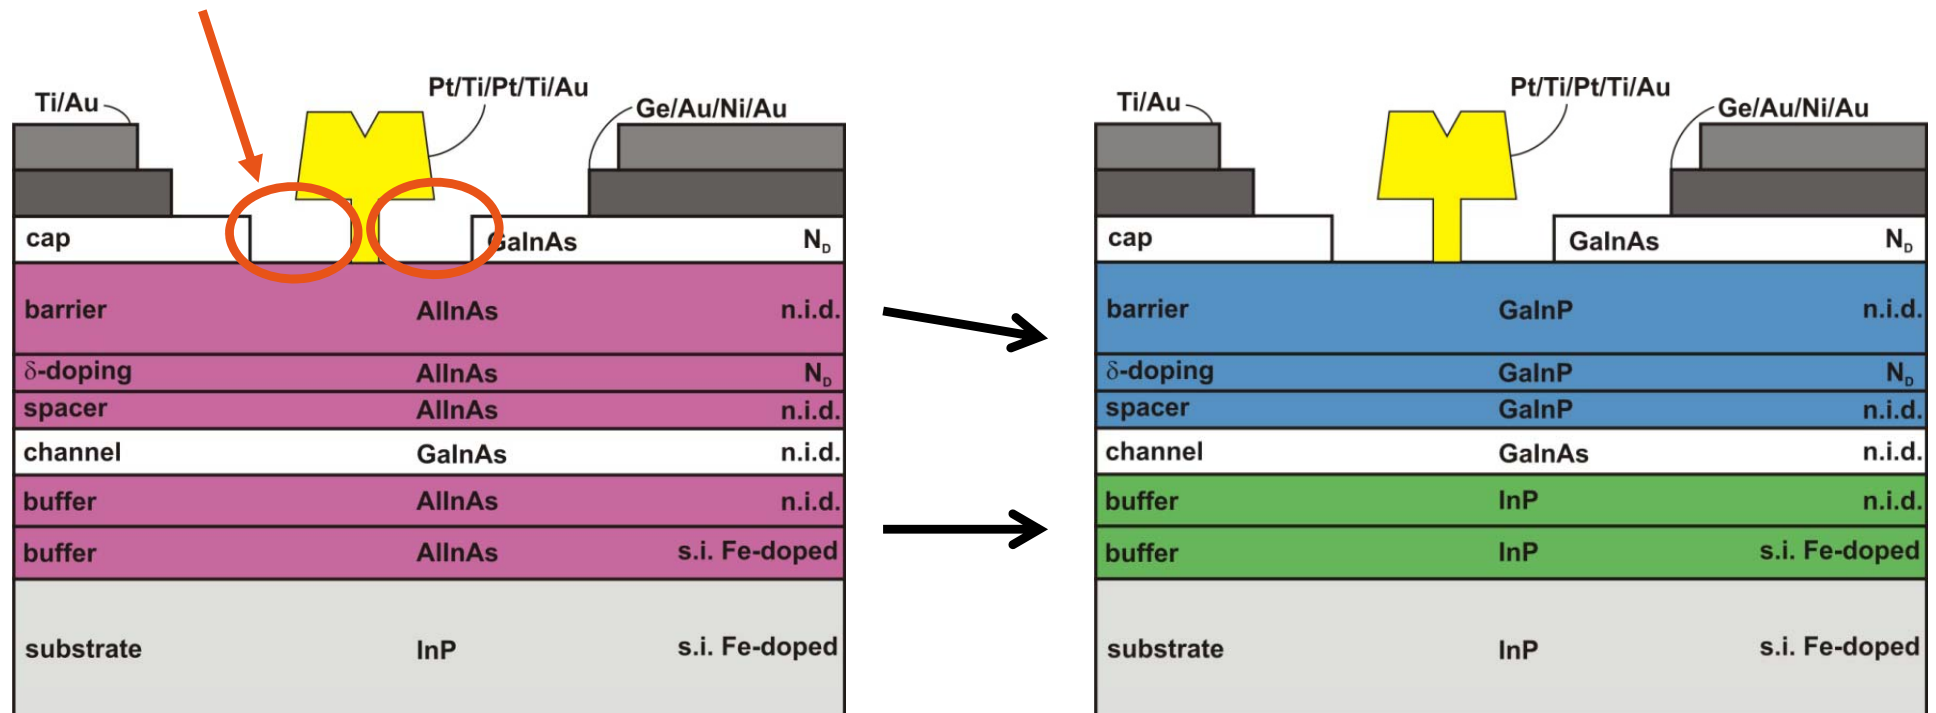 Ti/Au
Pt/Ti/Pt/Ti/Au
Ge/Au/Ni/Au
cap GaInAs N_D
barrier AlInAs n.i.d.
δ-doping AlInAs N_D
spacer AlInAs n.i.d.
channel GaInAs n.i.d.
buffer AlInAs n.i.d.
buffer AlInAs s.i. Fe-doped
substrate InP s.i. Fe-doped
Ti/Au
Pt/Ti/Pt/Ti/Au
Ge/Au/Ni/Au
cap GaInAs N_D
barrier GaInP n.i.d.
δ-doping GaInP N_D
spacer GaInP n.i.d.
channel GaInAs n.i.d.
buffer InP n.i.d.
buffer InP s.i. Fe-doped
substrate InP s.i. Fe-doped